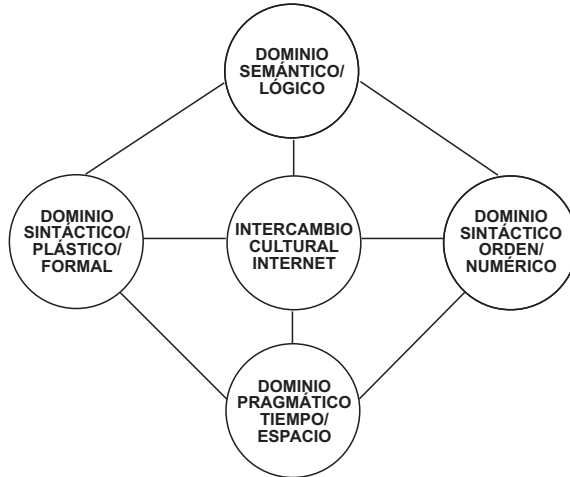 DOMINIO
SEMÁNTICO/
LÓGICO
DOMINIO
SINTÁCTICO/
PLÁSTICO/
FORMAL
INTERCAMBIO
CULTURAL
INTERNET
DOMINIO
SINTÁCTICO
ORDEN/
NUMÉRICO
DOMINIO
PRAGMÁTICO
TIEMPO/
ESPACIO